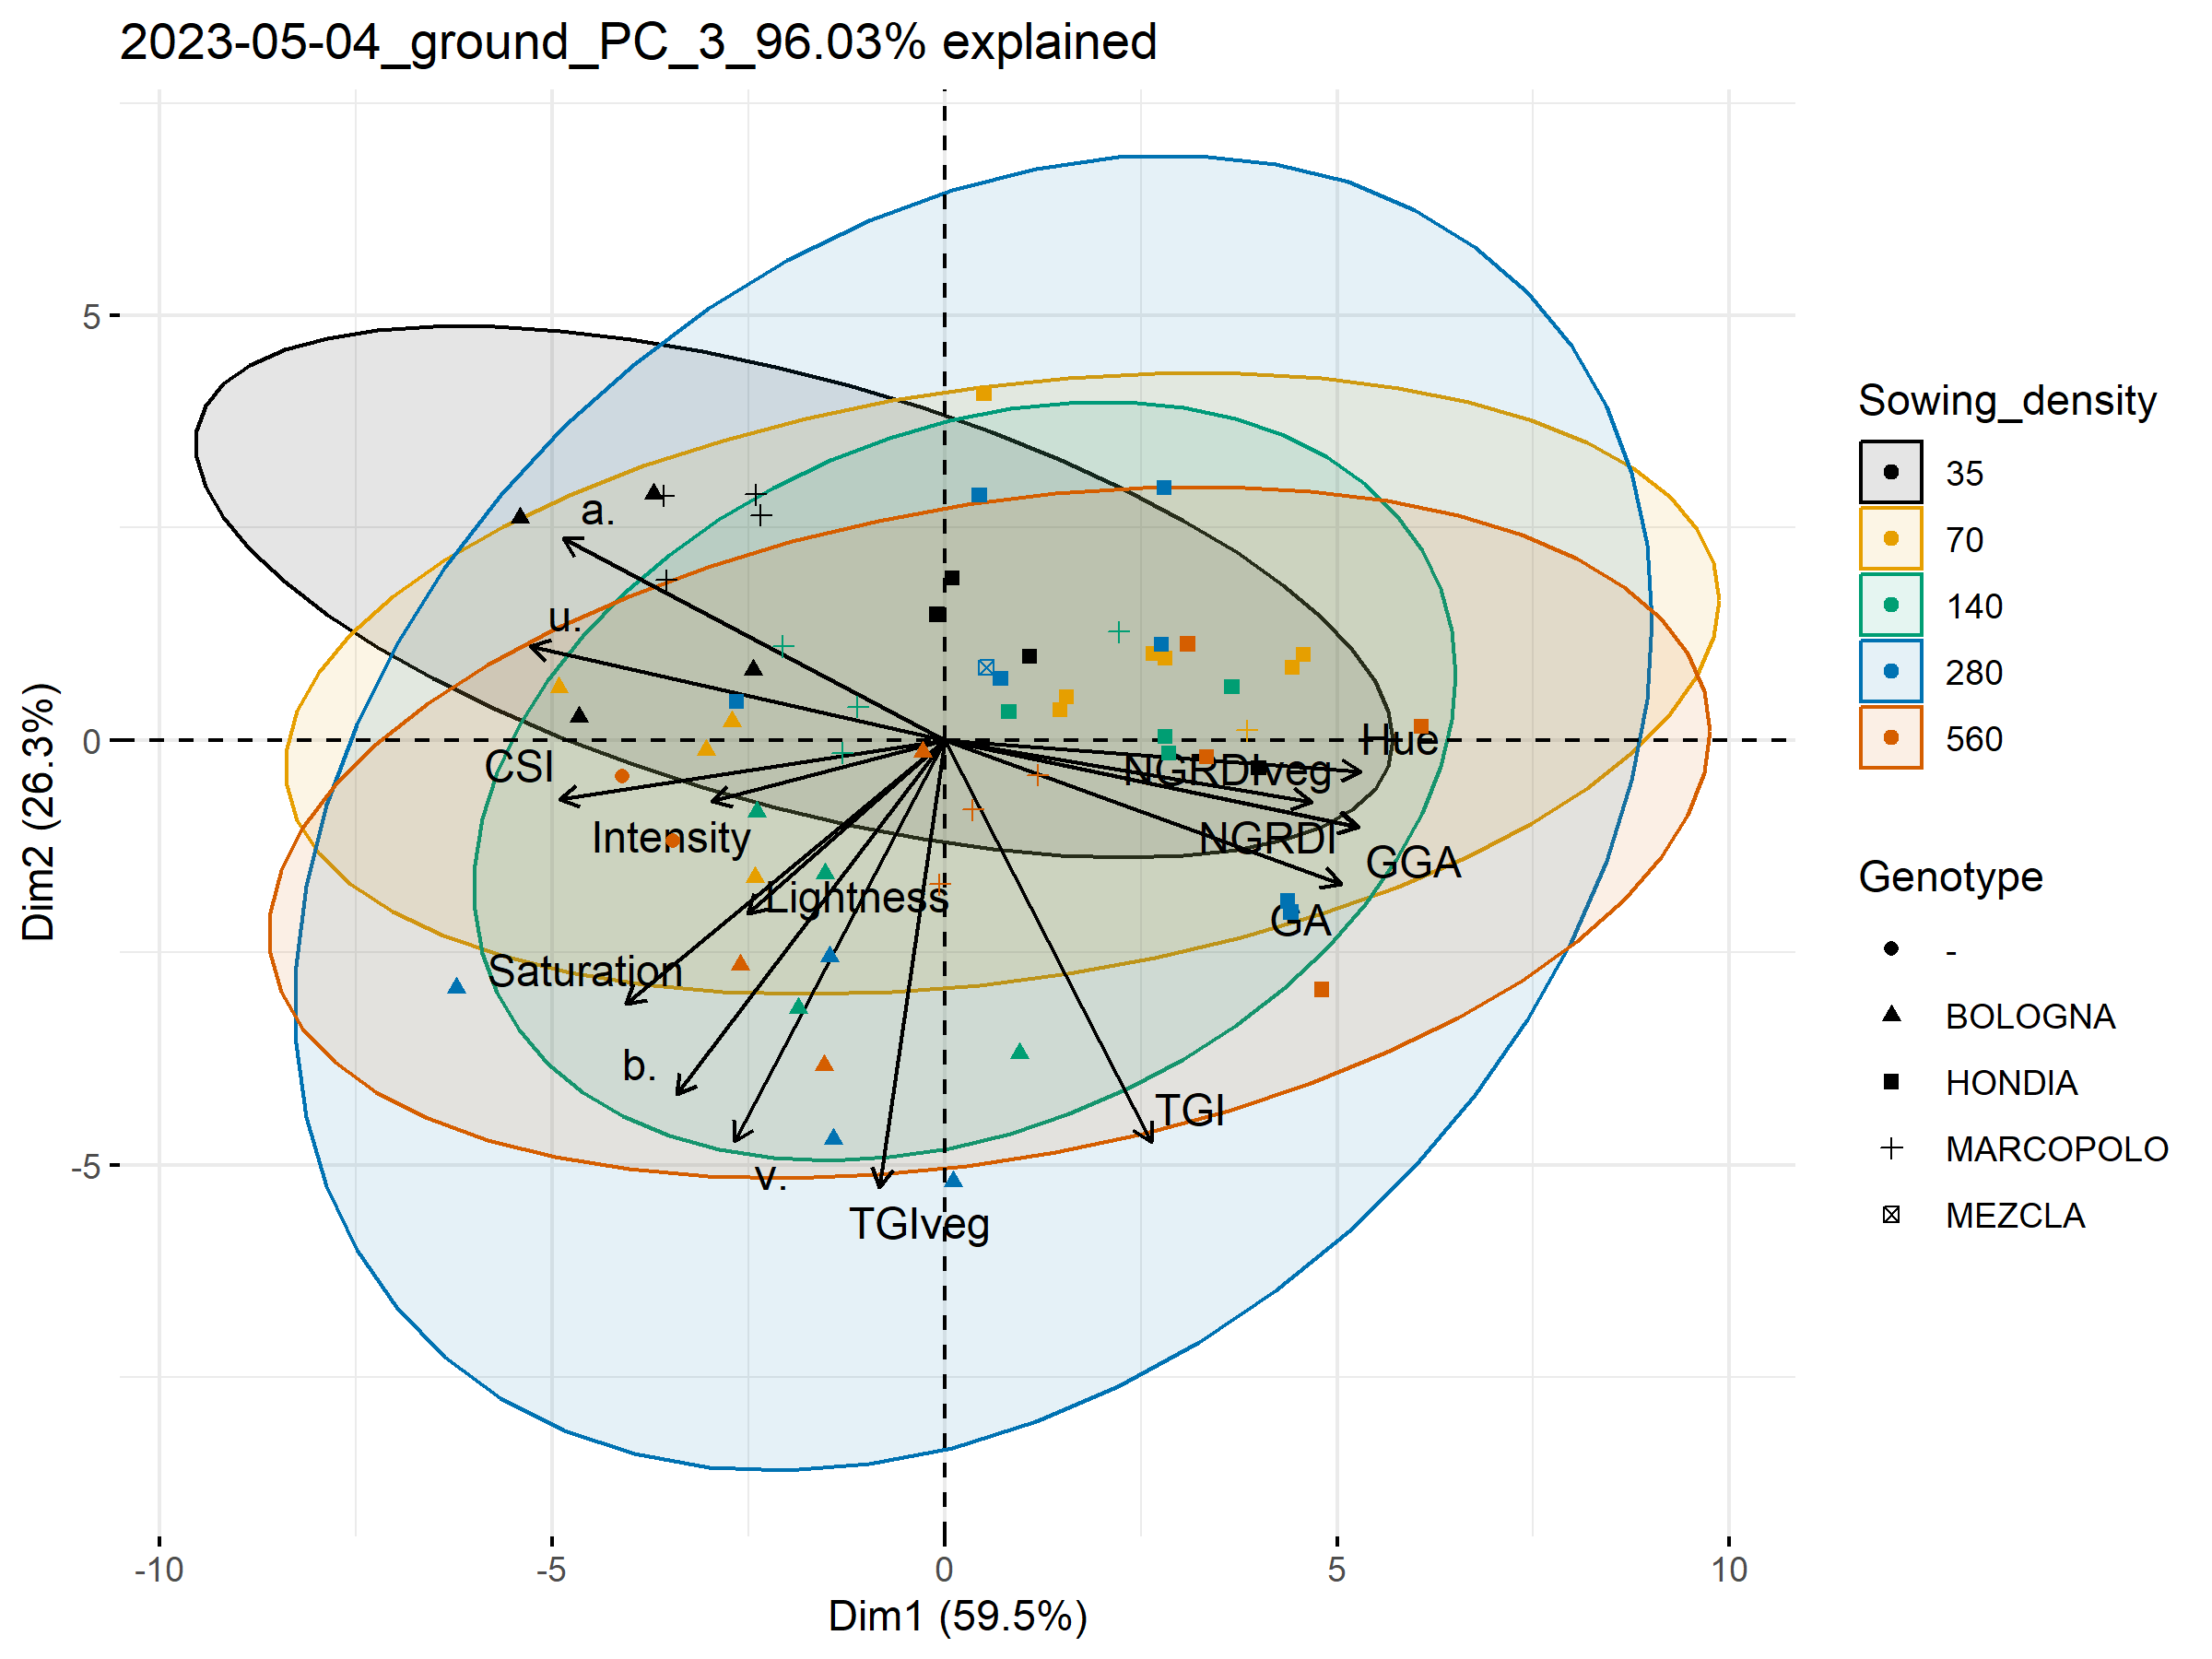 2023-05-04_ground_PC_3_96.03% explained
5
0
-5
-10
-5
0
5
10
Dim1 (59.5%)
Dim2 (26.3%)
a.
u.
CSI
Intensity
Lightness
Saturation
b.
v.
TGIveg
TGI
Hue
NGRDIveg
NGRDI
GGA
GA
Sowing_density
35
70
140
280
560
Genotype
-
BOLOGNA
HONDIA
MARCOPOLO
MEZCLA